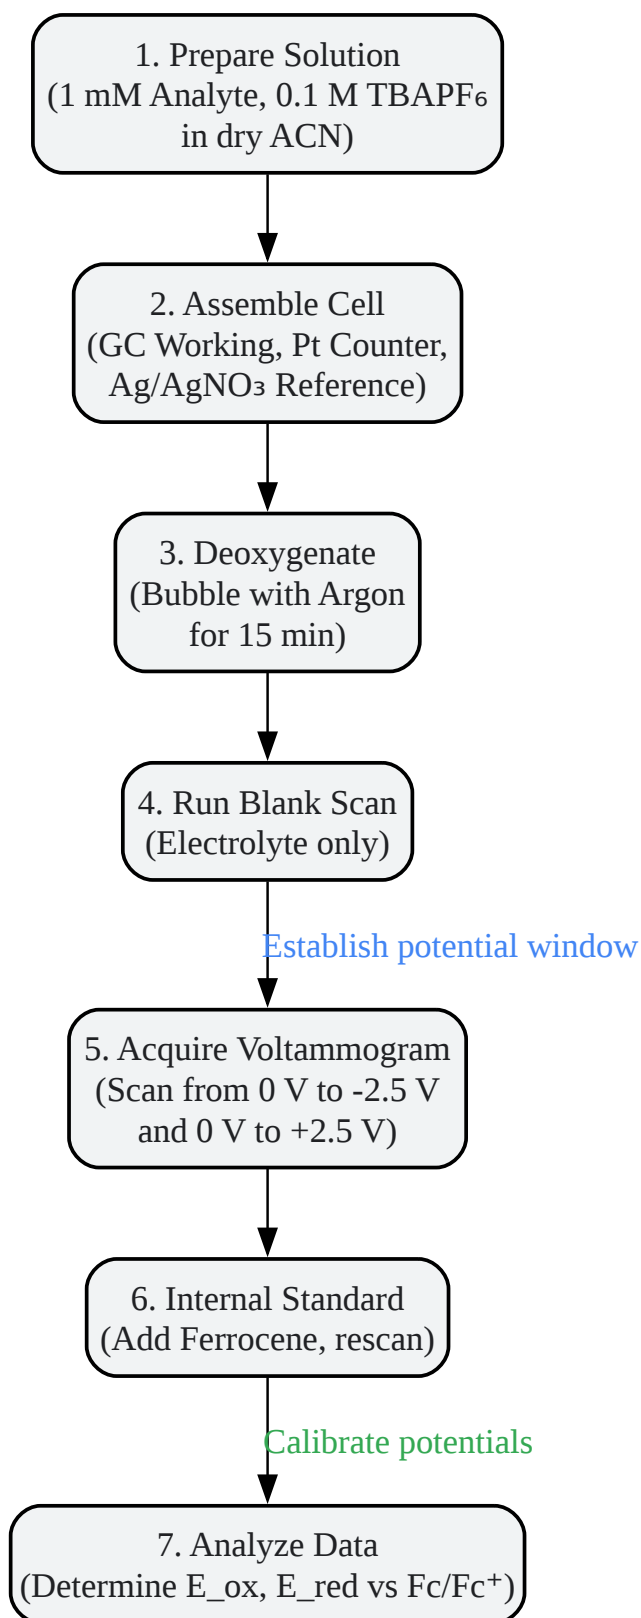 1. Prepare Solution
(1 mM Analyte, 0.1 M TBAPF₆
in dry ACN)
2. Assemble Cell
(GC Working, Pt Counter,
Ag/AgNO₃ Reference)
3. Deoxygenate
(Bubble with Argon
for 15 min)
4. Run Blank Scan
(Electrolyte only)
Establish potential window
5. Acquire Voltammogram
(Scan from 0 V to -2.5 V
and 0 V to +2.5 V)
6. Internal Standard
(Add Ferrocene, rescan)
Calibrate potentials
7. Analyze Data
(Determine E_ox, E_red vs Fc/Fc⁺)